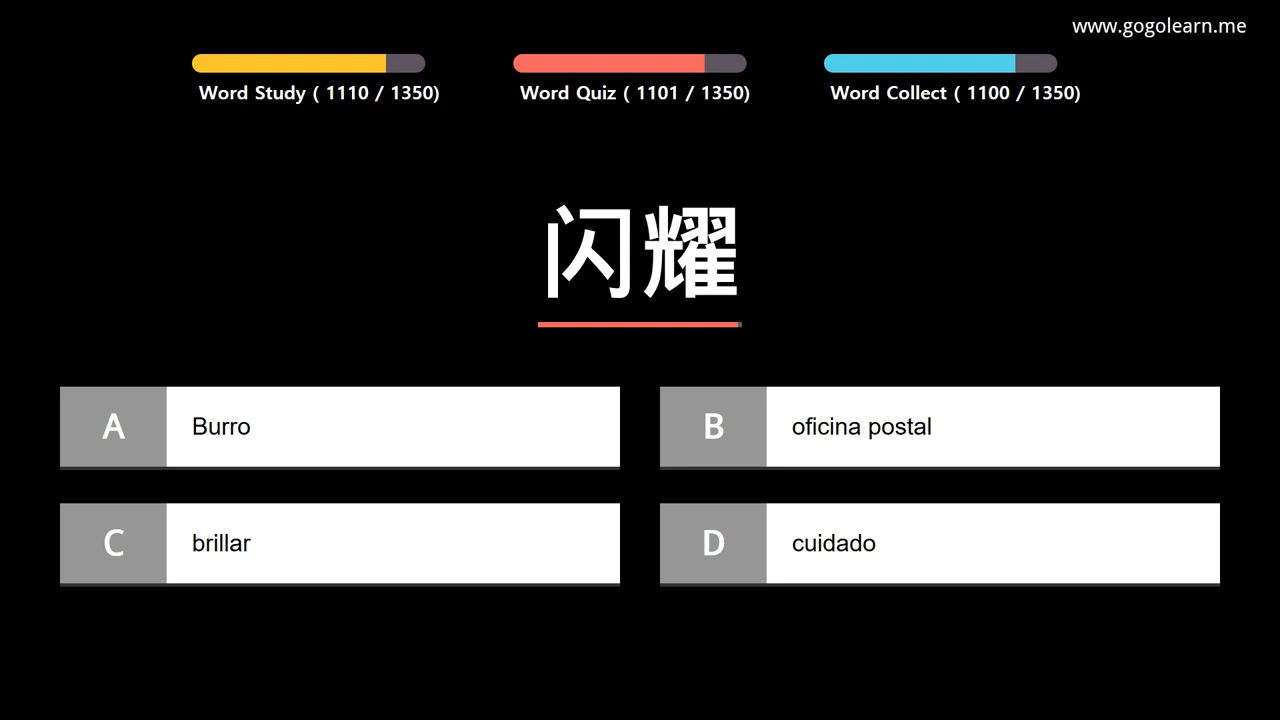 www.gogolearn.me
Word Study ( 1110 / 1350)
Word Quiz ( 1101 / 1350)
Word Collect ( 1100 / 1350)
闪耀
A Burro
B oficina postal
C brillar
D cuidado